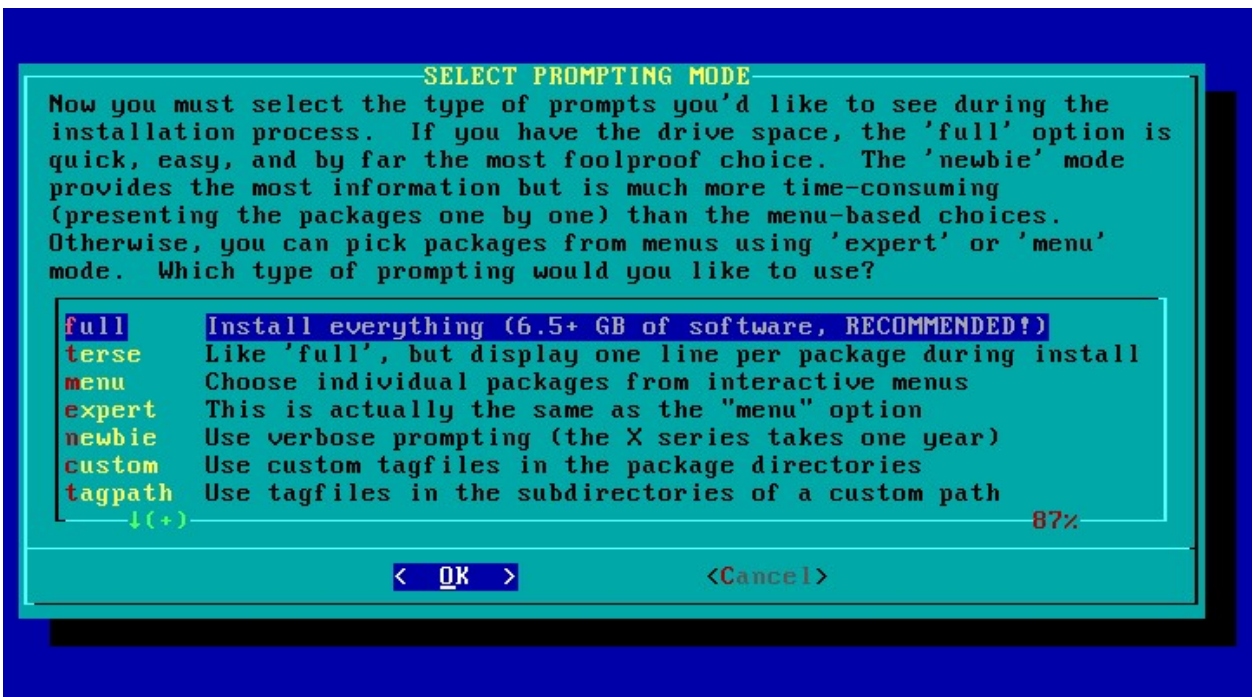 SELECT PROMPTING MODE
Now you must select the type of prompts you'd like to see during the
installation process.  If you have the drive space, the 'full' option is
quick, easy, and by far the most foolproof choice.  The 'newbie' mode
provides the most information but is much more time-consuming
(presenting the packages one by one) than the menu-based choices.
Otherwise, you can pick packages from menus using 'expert' or 'menu'
mode.  Which type of prompting would you like to use?
full     Install everything (6.5+ GB of software, RECOMMENDED!)
terse    Like 'full', but display one line per package during install
menu     Choose individual packages from interactive menus
expert   This is actually the same as the "menu" option
newbie   Use verbose prompting (the X series takes one year)
custom   Use custom tagfiles in the package directories
tagpath  Use tagfiles in the subdirectories of a custom path
↓(+) 87%
<  OK  > <Cancel>